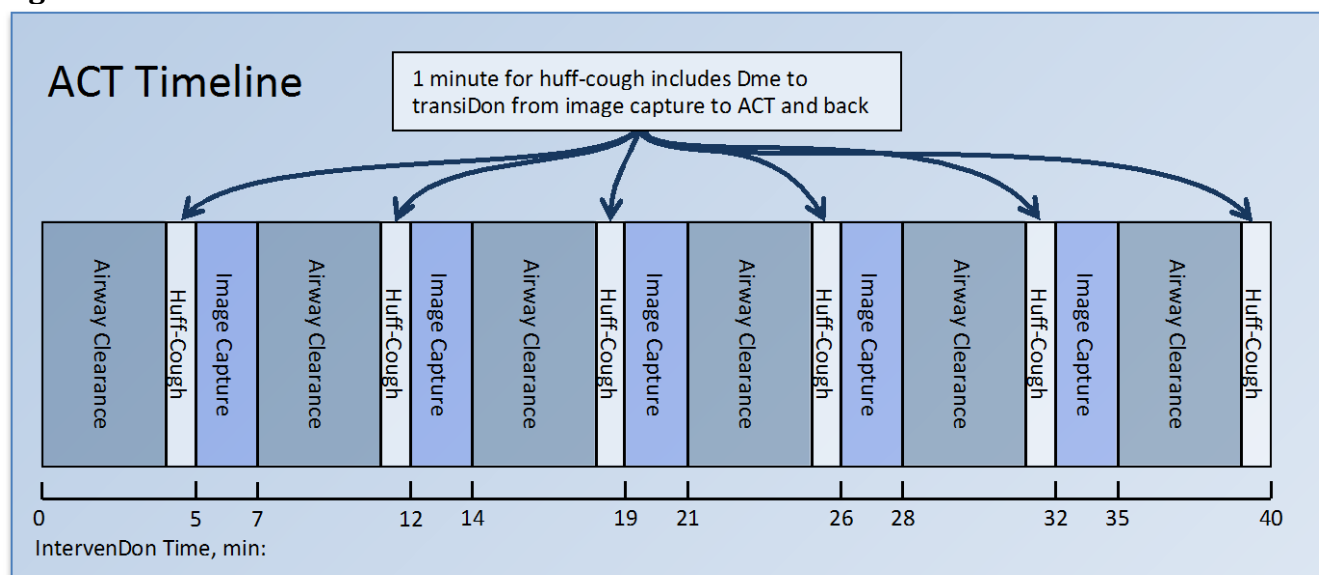 ACT Timeline
1 minute for huff-cough includes Dme to
transiDon from image capture to ACT and back
Airway Clearance
Huff-Cough
Image Capture
Airway Clearance
Huff-Cough
Image Capture
Airway Clearance
Huff-Cough
Image Capture
Airway Clearance
Huff-Cough
Image Capture
Airway Clearance
Huff-Cough
Image Capture
Airway Clearance
Huff-Cough
0 5 7 12 14 19 21 26 28 32 35 40
IntervenDon Time, min: